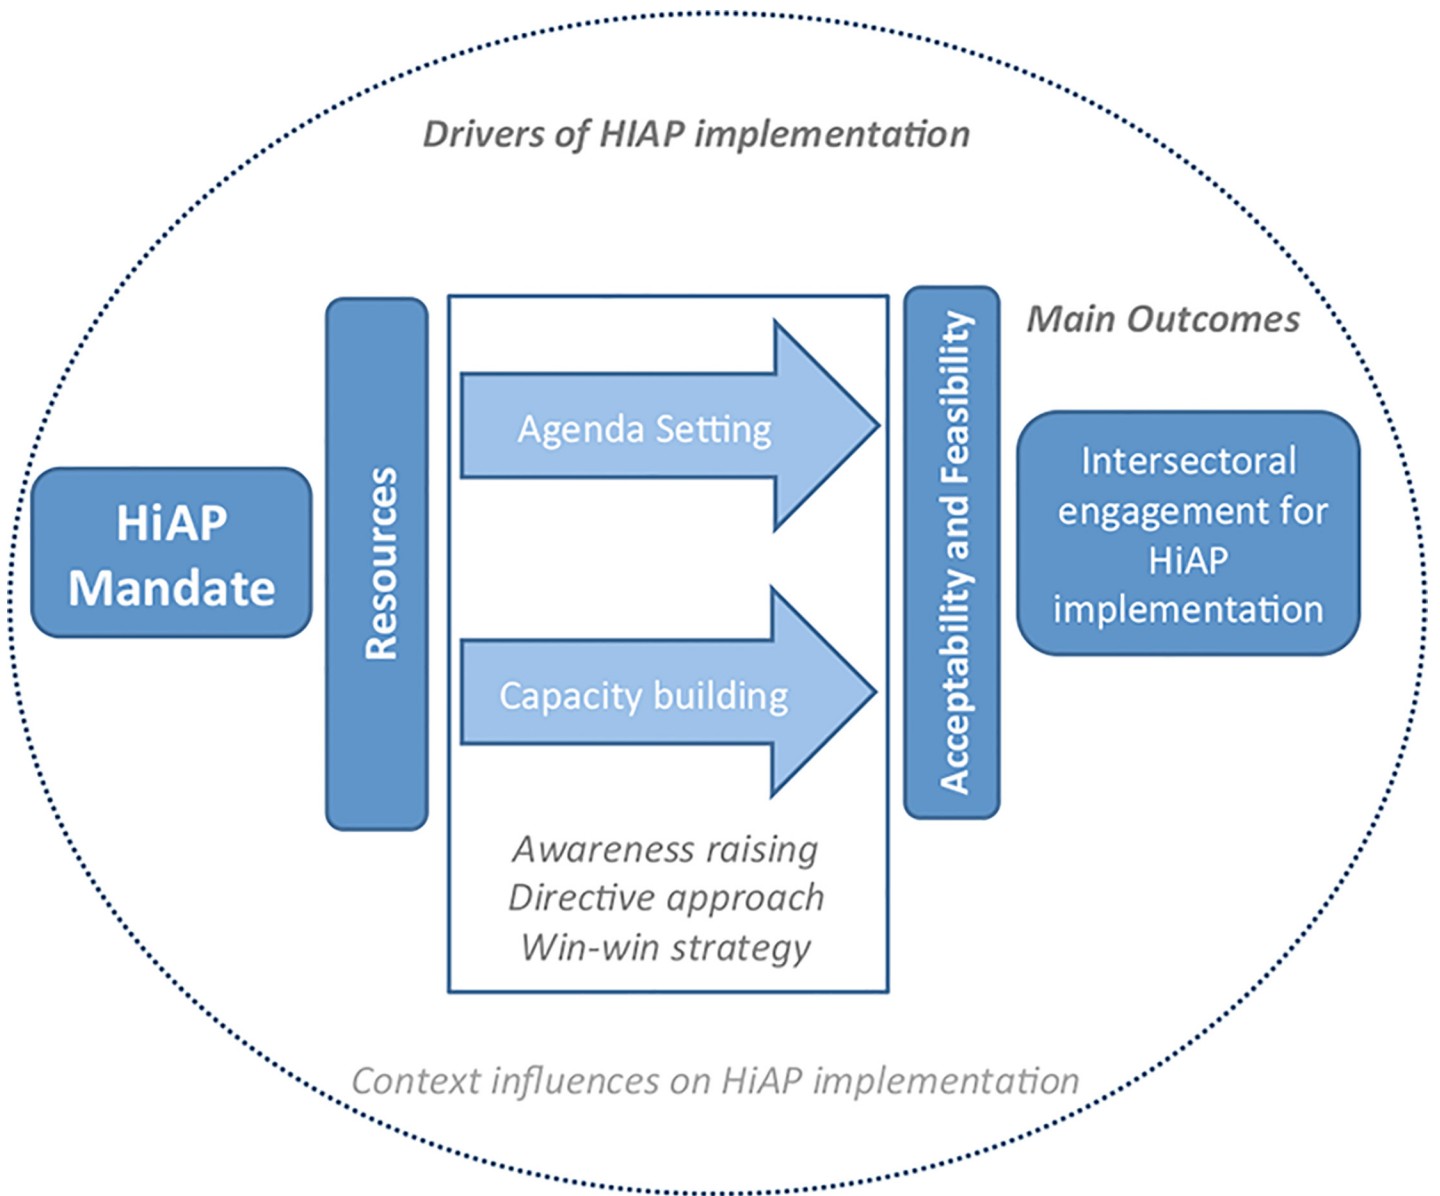 Drivers of HIAP implementation
HiAP
Mandate
Resources
Agenda Setting
Capacity building
Awareness raising
Directive approach
Win-win strategy
Acceptability and Feasibility
Main Outcomes
Intersectoral
engagement for
HiAP
implementation
Context influences on HiAP implementation